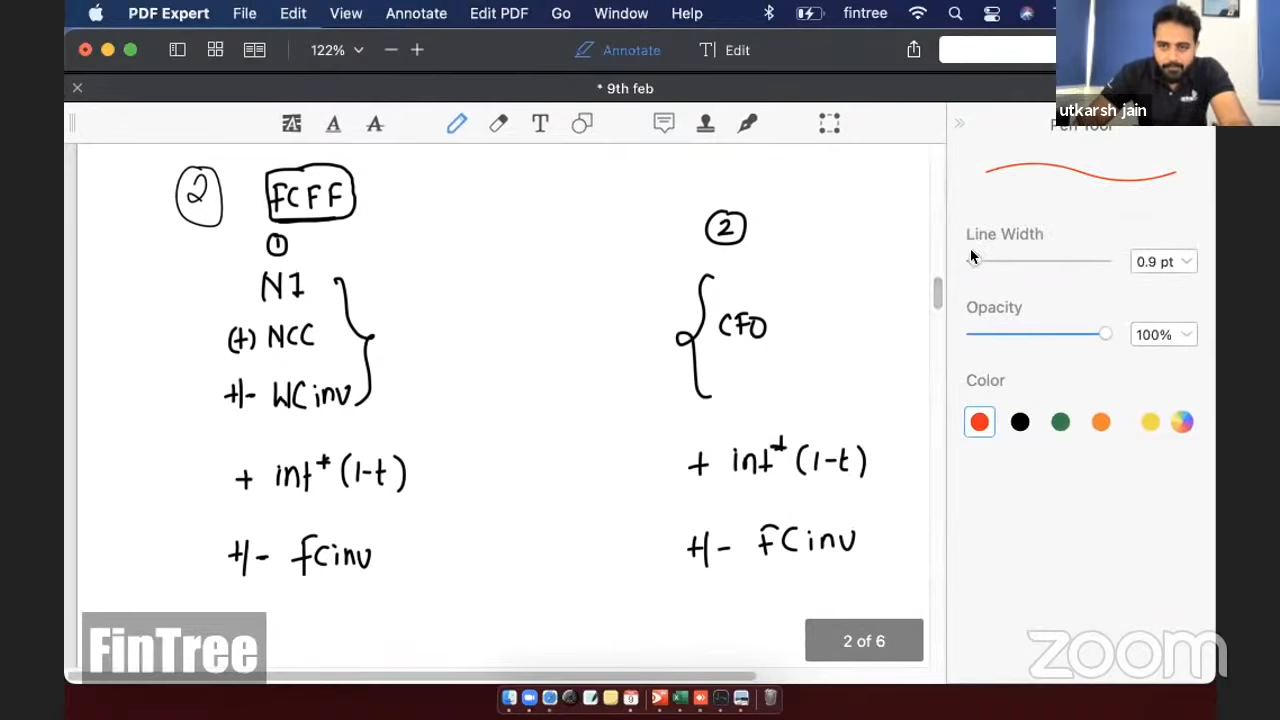 PDF Expert File Edit View Annotate Edit PDF Go Window Help fintree
122% Annotate T| Edit
* 9th feb
utkarsh jain
Pen Tool
Line Width
0.9 pt
Opacity
100%
Color
2 FCFF
1
NI
(+) NCC
+/- WCinv
+ int* (1-t)
+/- fCinv
2
CFO
+ int* (1-t)
+/- fCinv
FinTree
2 of 6
zoom